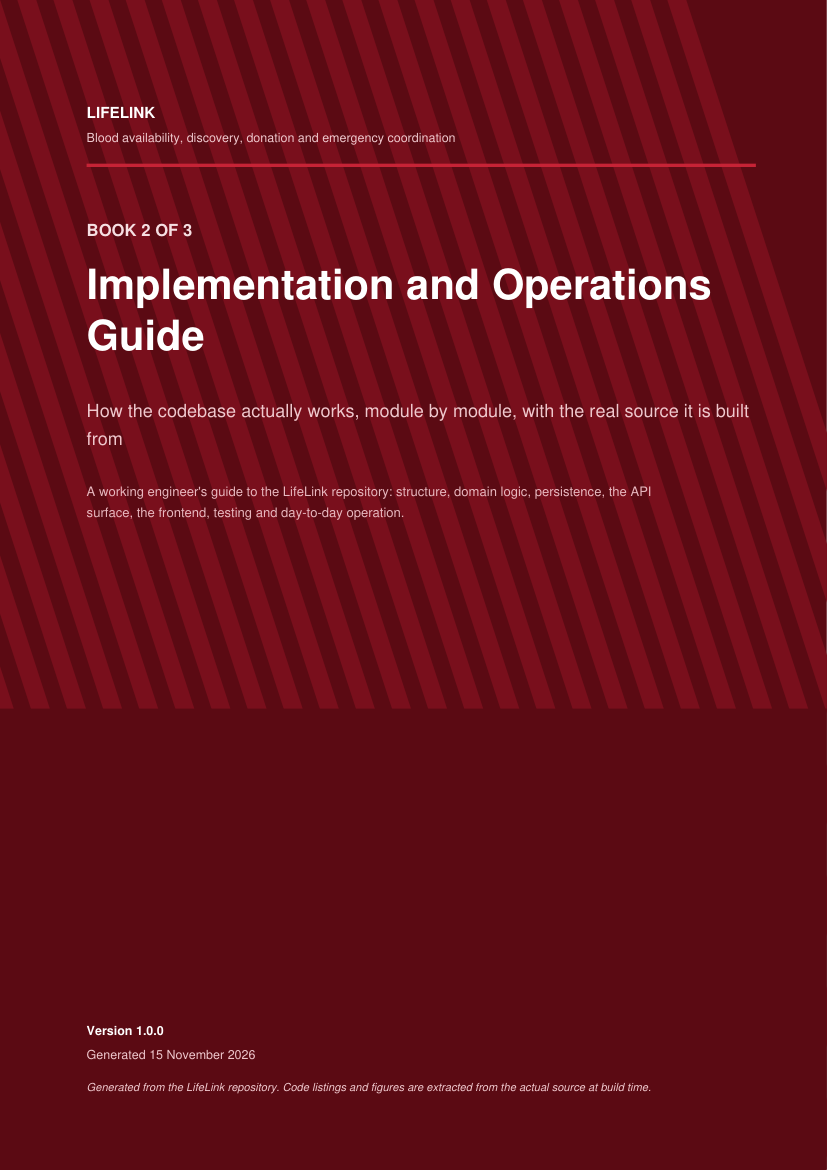 LIFELINK
Blood availability, discovery, donation and emergency coordination
BOOK 2 OF 3
Implementation and Operations
Guide
How the codebase actually works, module by module, with the real source it is built
from
A working engineer's guide to the LifeLink repository: structure, domain logic, persistence, the API
surface, the frontend, testing and day-to-day operation.
Version 1.0.0
Generated 15 November 2026
Generated from the LifeLink repository. Code listings and figures are extracted from the actual source at build time.